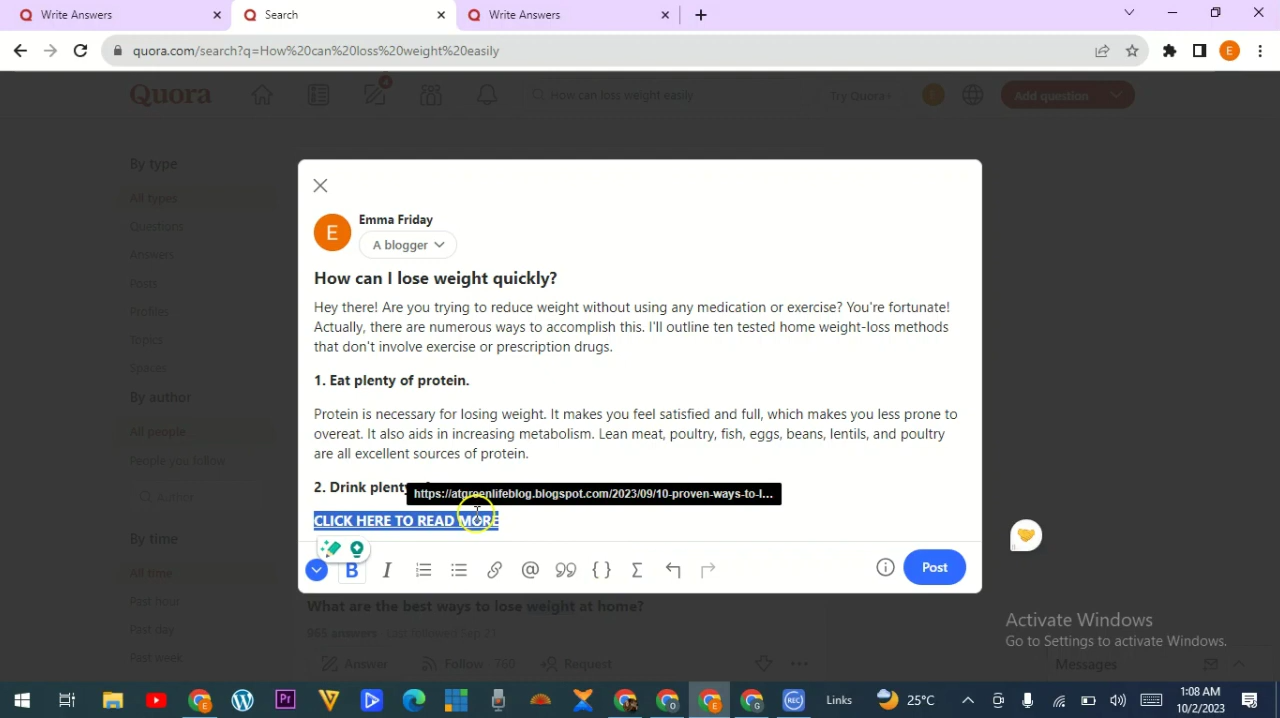 Write Answers
Search
Write Answers
quora.com/search?q=How%20can%20loss%20weight%20easily
E
Quora
4
How can loss weight easily
Try Quora+
Add question
By type
All types
Questions
Answers
Posts
Profiles
Topics
Spaces
By author
All people
People you follow
Author
By time
All time
Past hour
Past day
Past week
E
Emma Friday
A blogger
How can I lose weight quickly?
Hey there! Are you trying to reduce weight without using any medication or exercise? You're fortunate!
Actually, there are numerous ways to accomplish this. I'll outline ten tested home weight-loss methods
that don't involve exercise or prescription drugs.
1. Eat plenty of protein.
Protein is necessary for losing weight. It makes you feel satisfied and full, which makes you less prone to
overeat. It also aids in increasing metabolism. Lean meat, poultry, fish, eggs, beans, lentils, and poultry
are all excellent sources of protein.
2. Drink plenty
https://atgreenlifeblog.blogspot.com/2023/09/10-proven-ways-to-l...
CLICK HERE TO READ MORE
B I @ { } Σ
Post
What are the best ways to lose weight at home?
answers · Last followed Sep 21
Answer
Follow · 760
Request
Messages
Activate Windows
Go to Settings to activate Windows.
Links
25°C
1:08 AM
10/2/2023